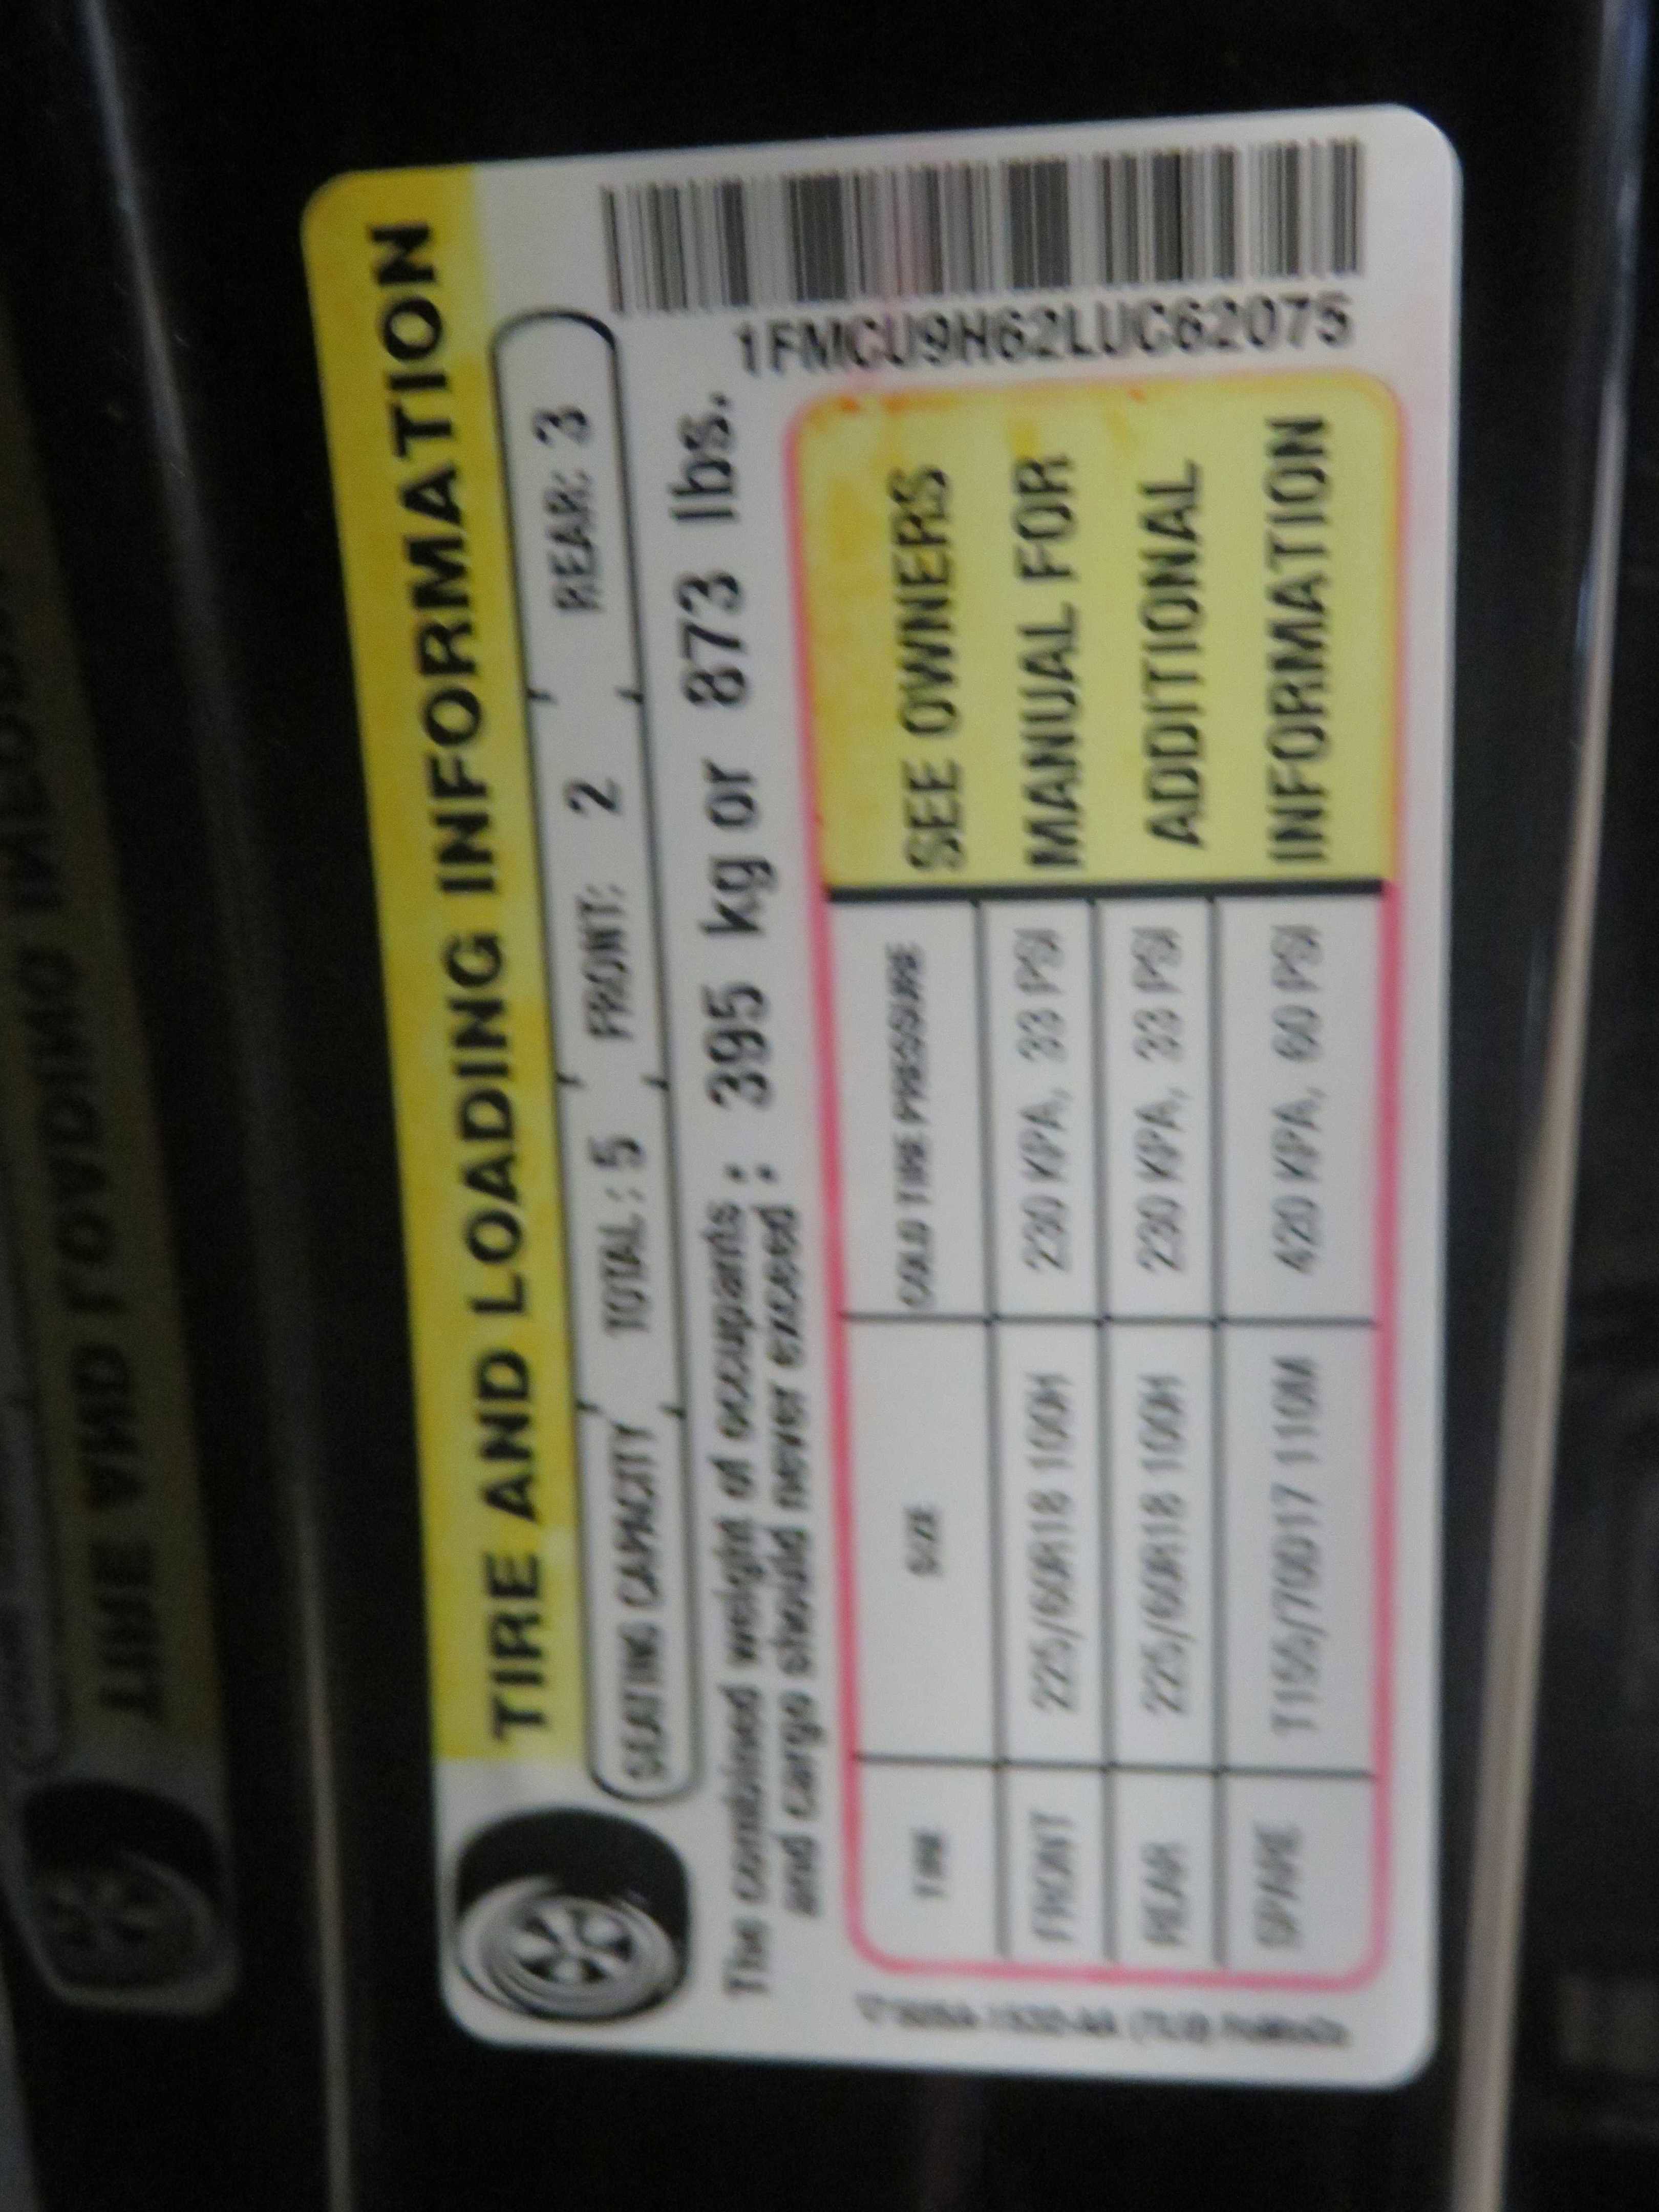 TIRE AND LOADING INFORMATION
SEATING CAPACITY TOTAL : 5 FRONT: 2 REAR: 3
The combined weight of occupants : 395 kg or 873 lbs.
and cargo should never exceed :
1FMCU9H62LUC62075
TIRE SIZE COLD TIRE PRESSURE
FRONT 225/60R18 100H 230 KPA, 33 PSI
REAR 225/60R18 100H 230 KPA, 33 PSI
SPARE T155/70D17 110M 420 KPA, 60 PSI
SEE OWNERS
MANUAL FOR
ADDITIONAL
INFORMATION